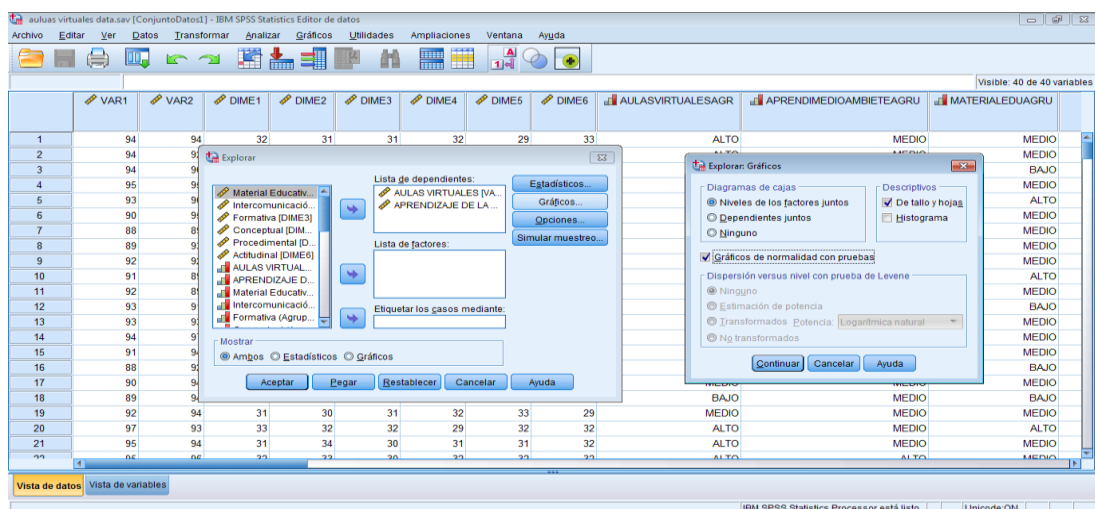 auluas virtuales data.sav [ConjuntoDatos1] - IBM SPSS Statistics Editor de datos
Archivo Editar Ver Datos Transformar Analizar Gráficos Utilidades Ampliaciones Ventana Ayuda
Visible: 40 de 40 variables
VAR1 VAR2 DIME1 DIME2 DIME3 DIME4 DIME5 DIME6 AULASVIRTUALESAGR APRENDIMEDIOAMBIETEAGRU MATERIALEDUAGRU
1 94 94 32 31 31 32 29 33 ALTO MEDIO MEDIO
2 94 MEDIO
3 94 BAJO
4 95 MEDIO
5 93 ALTO
6 90 MEDIO
7 88 MEDIO
8 89 MEDIO
9 92 MEDIO
10 91 ALTO
11 92 MEDIO
12 93 BAJO
13 93 MEDIO
14 94 MEDIO
15 91 MEDIO
16 88 BAJO
17 90 MEDIO MEDIO MEDIO
18 89 BAJO MEDIO BAJO
19 92 94 31 30 31 32 33 29 MEDIO MEDIO MEDIO
20 97 93 33 32 32 29 32 32 ALTO MEDIO ALTO
21 95 94 31 34 30 31 31 32 ALTO MEDIO MEDIO
Explorar
Material Educativ...
Intercomunicació...
Formativa [DIME3]
Conceptual [DIM...
Procedimental [D...
Actitudinal [DIME6]
AULAS VIRTUAL...
APRENDIZAJE D...
Material Educativ...
Intercomunicació...
Formativa (Agrup...
Lista de dependientes:
AULAS VIRTUALES [VA...
APRENDIZAJE DE LA ...
Lista de factores:
Etiquetar los casos mediante:
Estadísticos...
Gráficos...
Opciones...
Simular muestreo...
Mostrar
Ambos Estadísticos Gráficos
Aceptar Pegar Restablecer Cancelar Ayuda
Explorar: Gráficos
Diagramas de cajas
Niveles de los factores juntos
Dependientes juntos
Ninguno
Descriptivos
De tallo y hojas
Histograma
Gráficos de normalidad con pruebas
Dispersión versus nivel con prueba de Levene
Ninguno
Estimación de potencia
Transformados Potencia: Logarítmica natural
No transformados
Continuar Cancelar Ayuda
Vista de datos Vista de variables
IBM SPSS Statistics Processor está listo Unicode:ON